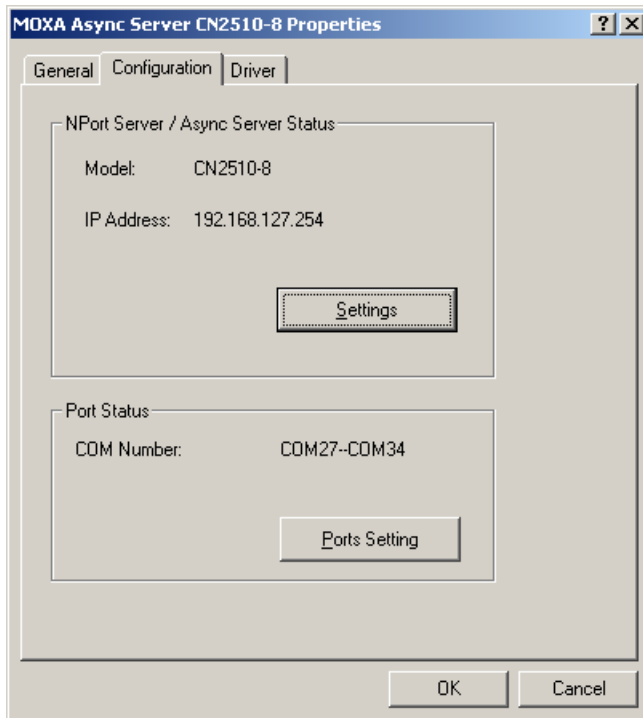 MOXA Async Server CN2510-8 Properties
General Configuration Driver
NPort Server / Async Server Status
Model: CN2510-8
IP Address: 192.168.127.254
Settings
Port Status
COM Number: COM27--COM34
Ports Setting
OK Cancel